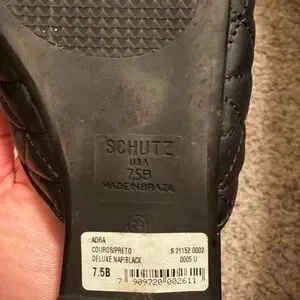 SCHUTZ
USA
7.5B
MADE IN BRAZIL
ADRA
COUROS/PRETO S 21152 0002
DELUXE NAP/BLACK 0005 U
7.5B
7 909720 002611